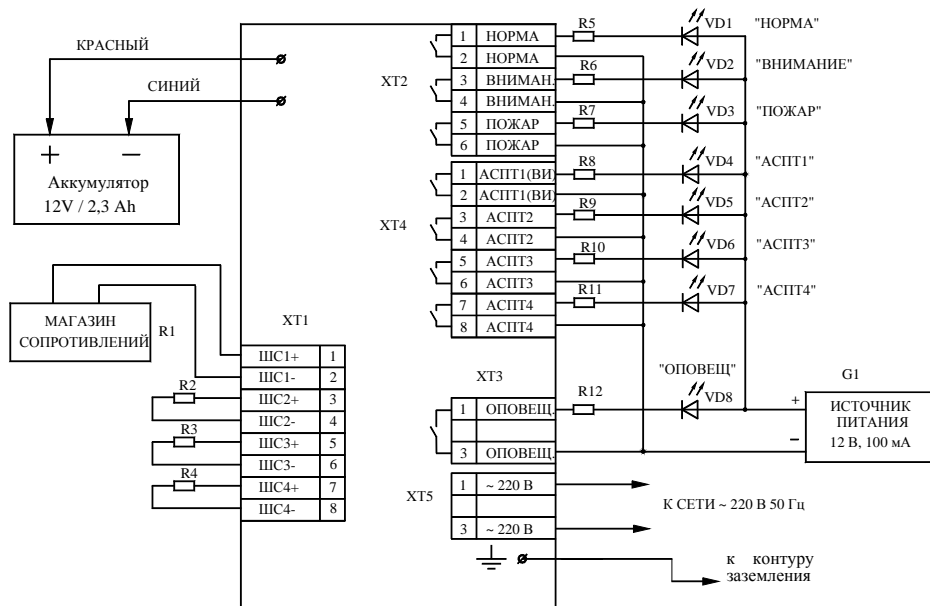 КРАСНЫЙ
СИНИЙ
+ −
Аккумулятор
12V / 2,3 Ah
МАГАЗИН
СОПРОТИВЛЕНИЙ
R1
R2
R3
R4
XT1
ШС1+ 1
ШС1- 2
ШС2+ 3
ШС2- 4
ШС3+ 5
ШС3- 6
ШС4+ 7
ШС4- 8
XT2
1 НОРМА R5 VD1 "НОРМА"
2 НОРМА
3 ВНИМАН. R6 VD2 "ВНИМАНИЕ"
4 ВНИМАН.
5 ПОЖАР R7 VD3 "ПОЖАР"
6 ПОЖАР
XT4
1 АСПТ1(ВИ) R8 VD4 "АСПТ1"
2 АСПТ1(ВИ)
3 АСПТ2 R9 VD5 "АСПТ2"
4 АСПТ2
5 АСПТ3 R10 VD6 "АСПТ3"
6 АСПТ3
7 АСПТ4 R11 VD7 "АСПТ4"
8 АСПТ4
XT3
1 ОПОВЕЩ. R12 "ОПОВЕЩ" VD8
3 ОПОВЕЩ.
G1
+
−
ИСТОЧНИК
ПИТАНИЯ
12 В, 100 мА
XT5
1 ~ 220 В
3 ~ 220 В
К СЕТИ ~ 220 В 50 Гц
к контуру
заземления